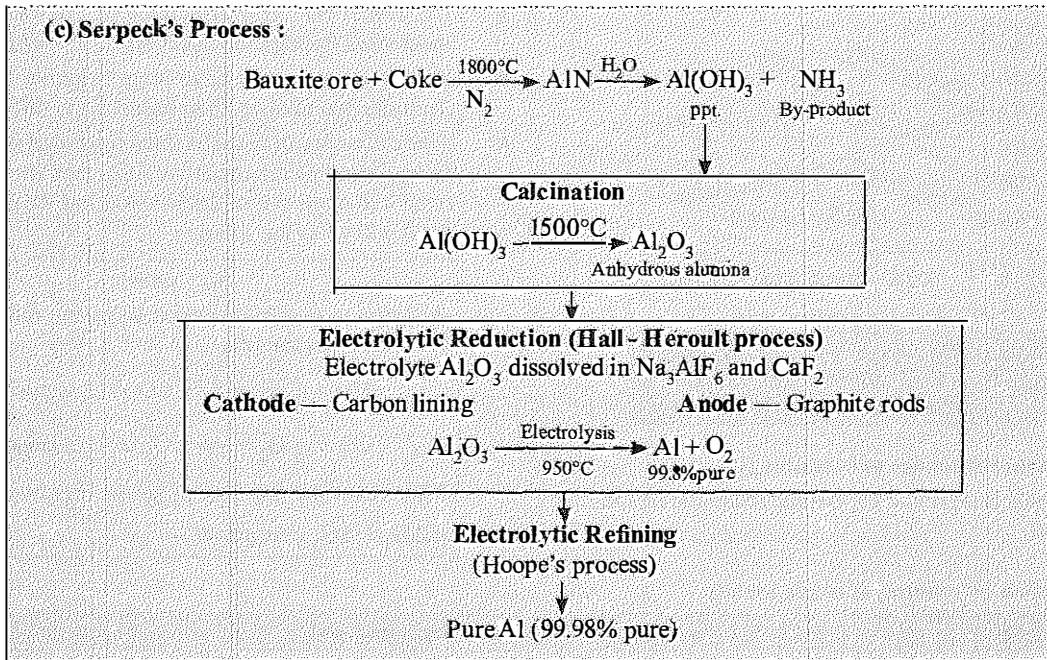 (c) Serpeck's Process :
Bauxite ore + Coke 1800°C N₂ → AlN H₂O → Al(OH)₃ + NH₃
ppt. By-product
Calcination
Al(OH)₃ 1500°C → Al₂O₃
Anhydrous alumina
Electrolytic Reduction (Hall - Heroult process)
Electrolyte Al₂O₃ dissolved in Na₃AlF₆ and CaF₂
Cathode — Carbon lining Anode — Graphite rods
Al₂O₃ Electrolysis 950°C → Al + O₂
99.8%pure
Electrolytic Refining
(Hoope's process)
Pure Al (99.98% pure)